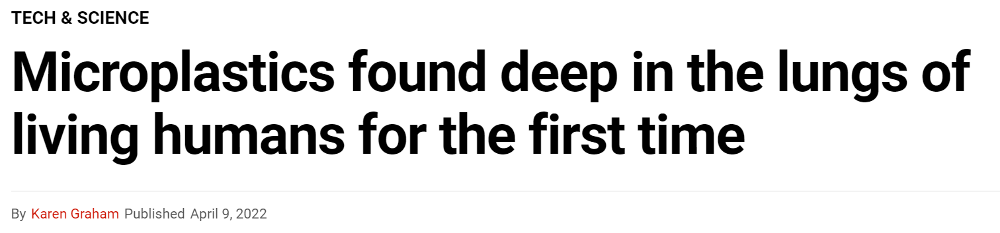 TECH & SCIENCE
Microplastics found deep in the lungs of
living humans for the first time
By Karen Graham Published April 9, 2022